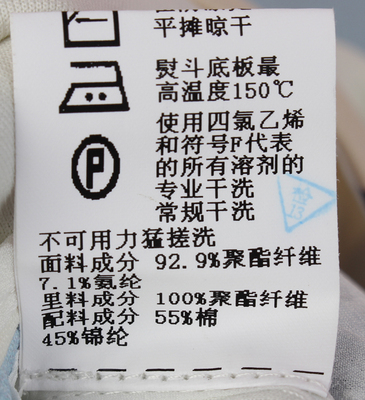 平摊晾干
熨斗底板最
高温度150℃
使用四氯乙烯
和符号F代表
的所有溶剂的
专业干洗
常规干洗
P
检
13
不可用力猛搓洗
面料成分 92.9%聚酯纤维
7.1%氨纶
里料成分 100%聚酯纤维
配料成分 55%棉
45%锦纶